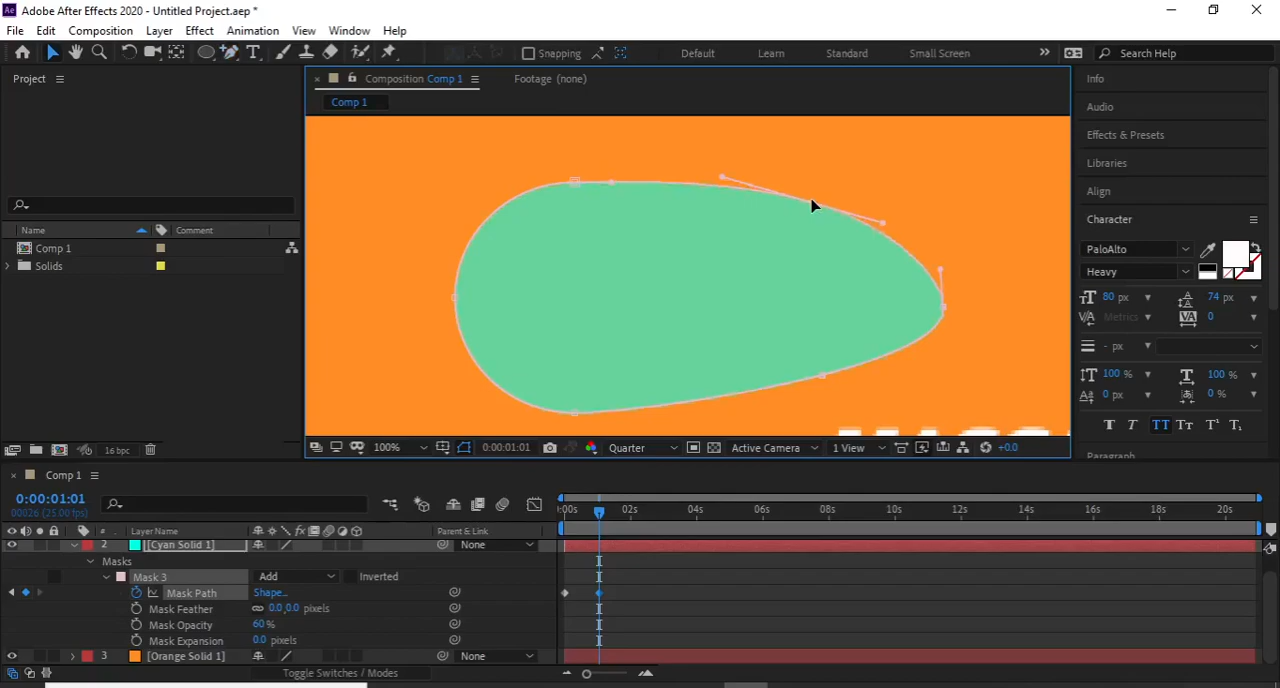 Adobe After Effects 2020 - Untitled Project.aep *
File Edit Composition Layer Effect Animation View Window Help
Snapping Default Learn Standard Small Screen Search Help
Project
Composition Comp 1
Footage (none)
Comp 1
Name Comment
Comp 1
Solids
16 bpc
100% 0:00:01:01 Quarter Active Camera 1 View +0.0
Info
Audio
Effects & Presets
Libraries
Align
Character
PaloAlto
Heavy
80 px 74 px
Metrics 0
- px
100 % 100 %
0 px 0 %
T T TT Tт T¹ T₁
Paragraph
Comp 1
0:00:01:01
00026 (25.00 fps)
:00s 02s 04s 06s 08s 10s 12s 14s 16s 18s 20s
# Layer Name Parent & Link
2 [Cyan Solid 1] None
Masks
Mask 3 Add Inverted
Mask Path Shape...
Mask Feather 0.0,0.0 pixels
Mask Opacity 60 %
Mask Expansion 0.0 pixels
3 [Orange Solid 1] None
Toggle Switches / Modes